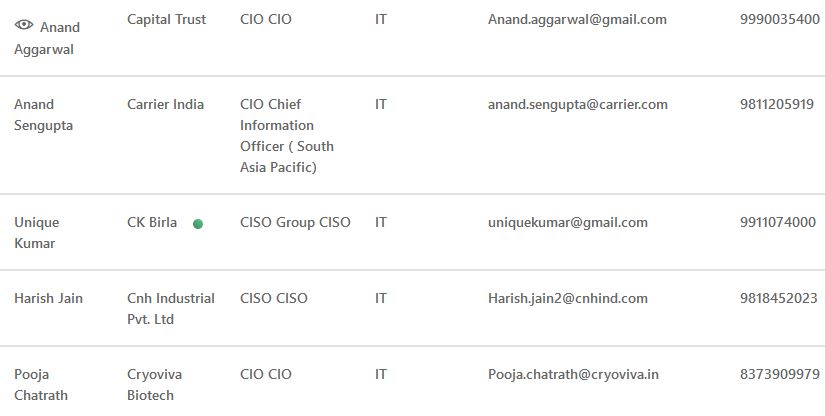 Anand Aggarwal Capital Trust CIO CIO IT Anand.aggarwal@gmail.com 9990035400
Anand Sengupta Carrier India CIO Chief Information Officer ( South Asia Pacific) IT anand.sengupta@carrier.com 9811205919
Unique Kumar CK Birla CISO Group CISO IT uniquekumar@gmail.com 9911074000
Harish Jain Cnh Industrial Pvt. Ltd CISO CISO IT Harish.jain2@cnhind.com 9818452023
Pooja Chatrath Cryoviva Biotech CIO CIO IT Pooja.chatrath@cryoviva.in 8373909979